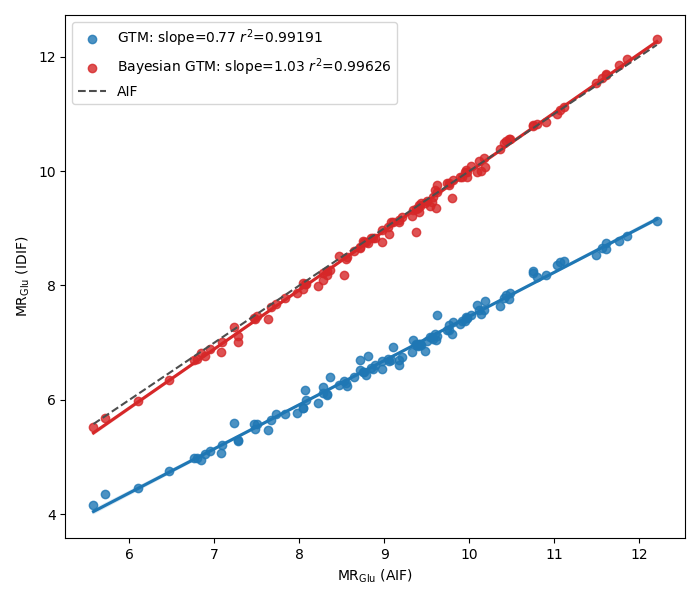 GTM: slope=0.77 r²=0.99191
Bayesian GTM: slope=1.03 r²=0.99626
AIF
12
10
8
6
4
MR_Glu (IDIF)
6 7 8 9 10 11 12
MR_Glu (AIF)